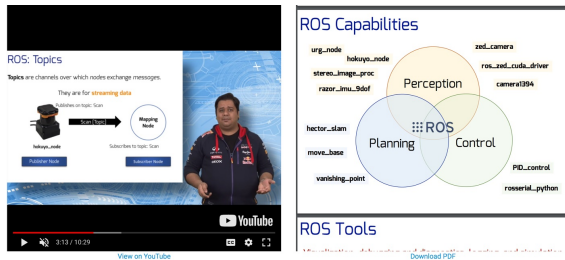 ROS: Topics
Topics are channels over which nodes exchange messages.
They are for streaming data
Publishes on topic: Scan
Scan [Topic]
Mapping
Node
hokuyo_node
Subscribes to topic: Scan
Publisher Node
Subscriber Node
YouTube
3:13 / 10:29
CC
View on YouTube
ROS Capabilities
urg_node
hokuyo_node
stereo_image_proc
razor_imu_9dof
zed_camera
ros_zed_cuda_driver
camera1394
Perception
ROS
hector_slam
move_base
vanishing_point
Planning
Control
PID_control
rosserial_python
ROS Tools
Download PDF